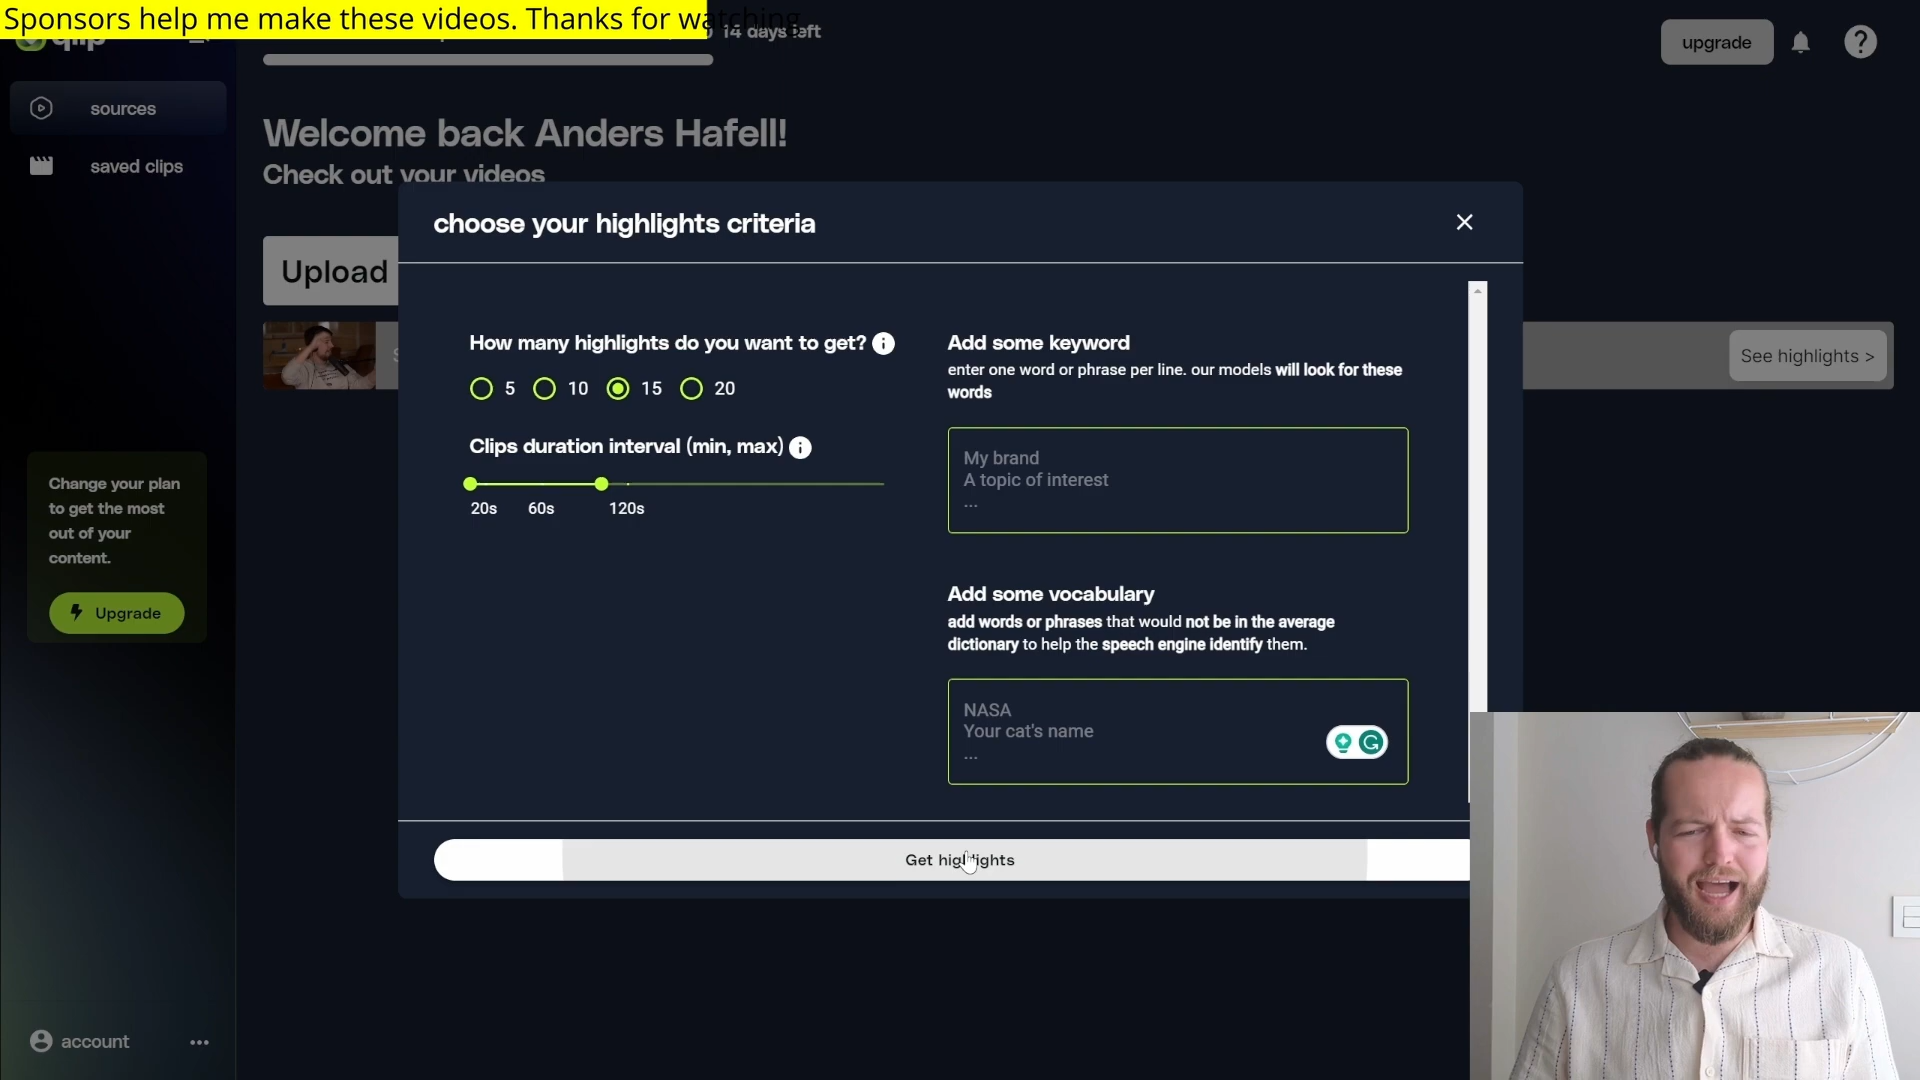 Sponsors help me make these videos. Thanks for watching
qlip
14 days left
upgrade
?
sources
saved clips
Welcome back Anders Hafell!
Check out your videos
Upload
choose your highlights criteria
How many highlights do you want to get? i
5 10 15 20
Clips duration interval (min, max) i
20s 60s 120s
Add some keyword
enter one word or phrase per line. our models will look for these
words
My brand
A topic of interest
...
Add some vocabulary
add words or phrases that would not be in the average
dictionary to help the speech engine identify them.
NASA
Your cat's name
...
Get highlights
See highlights >
Change your plan
to get the most
out of your
content.
Upgrade
account
...